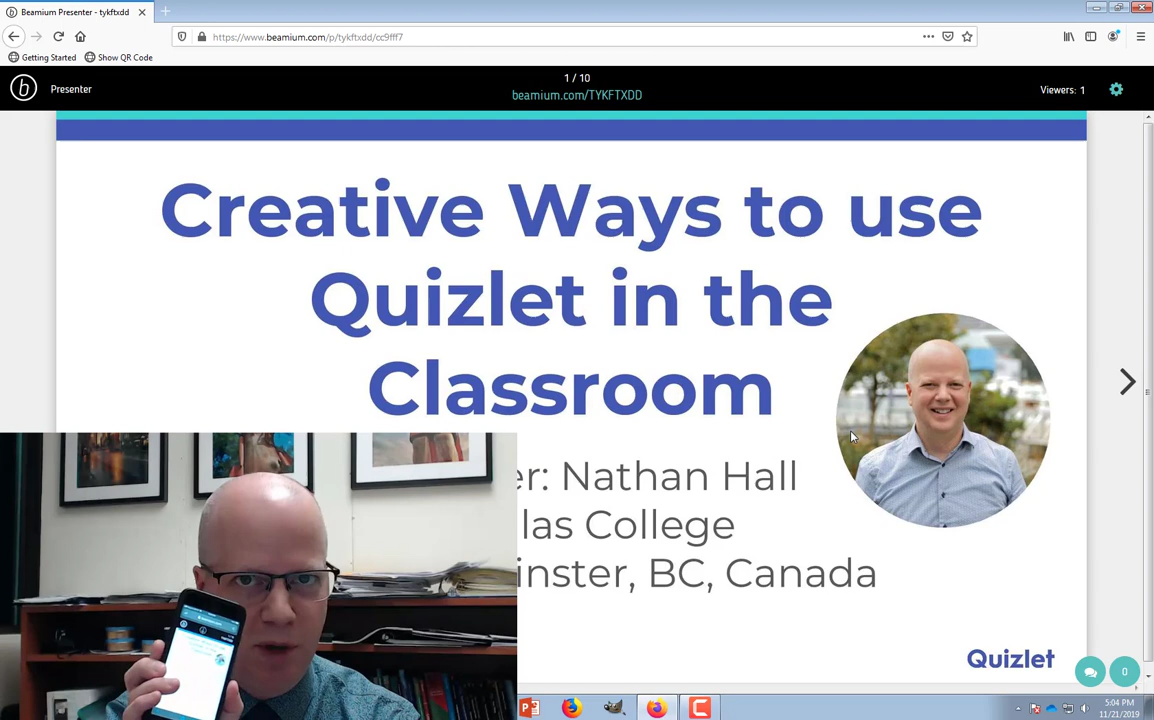 Beamium Presenter - tykftxdd
https://www.beamium.com/p/tykftxdd/cc9fff7
Getting Started
Show QR Code
Presenter
1 / 10
beamium.com/TYKFTXDD
Viewers: 1
Creative Ways to use
Quizlet in the
Classroom
er: Nathan Hall
las College
inster, BC, Canada
Quizlet
0
5:04 PM
11/21/2019